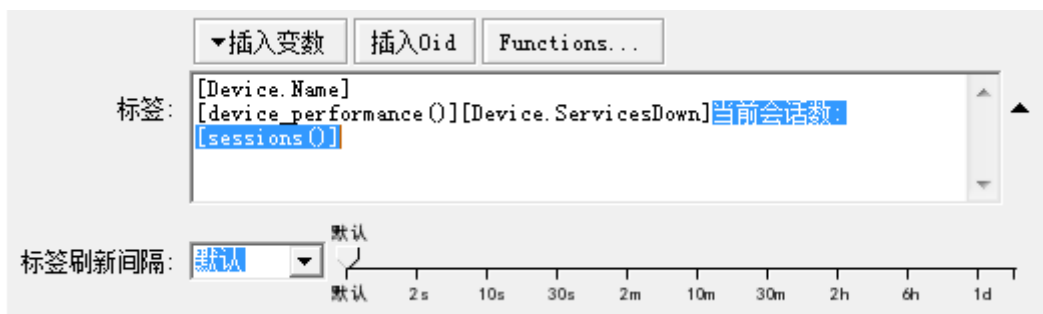 插入变数 插入Oid Functions...
标签:
[Device.Name]
[device_performance()][Device.ServicesDown]当前会话数:
[sessions()]
默认
标签刷新间隔: 默认
默认 2s 10s 30s 2m 10m 30m 2h 6h 1d